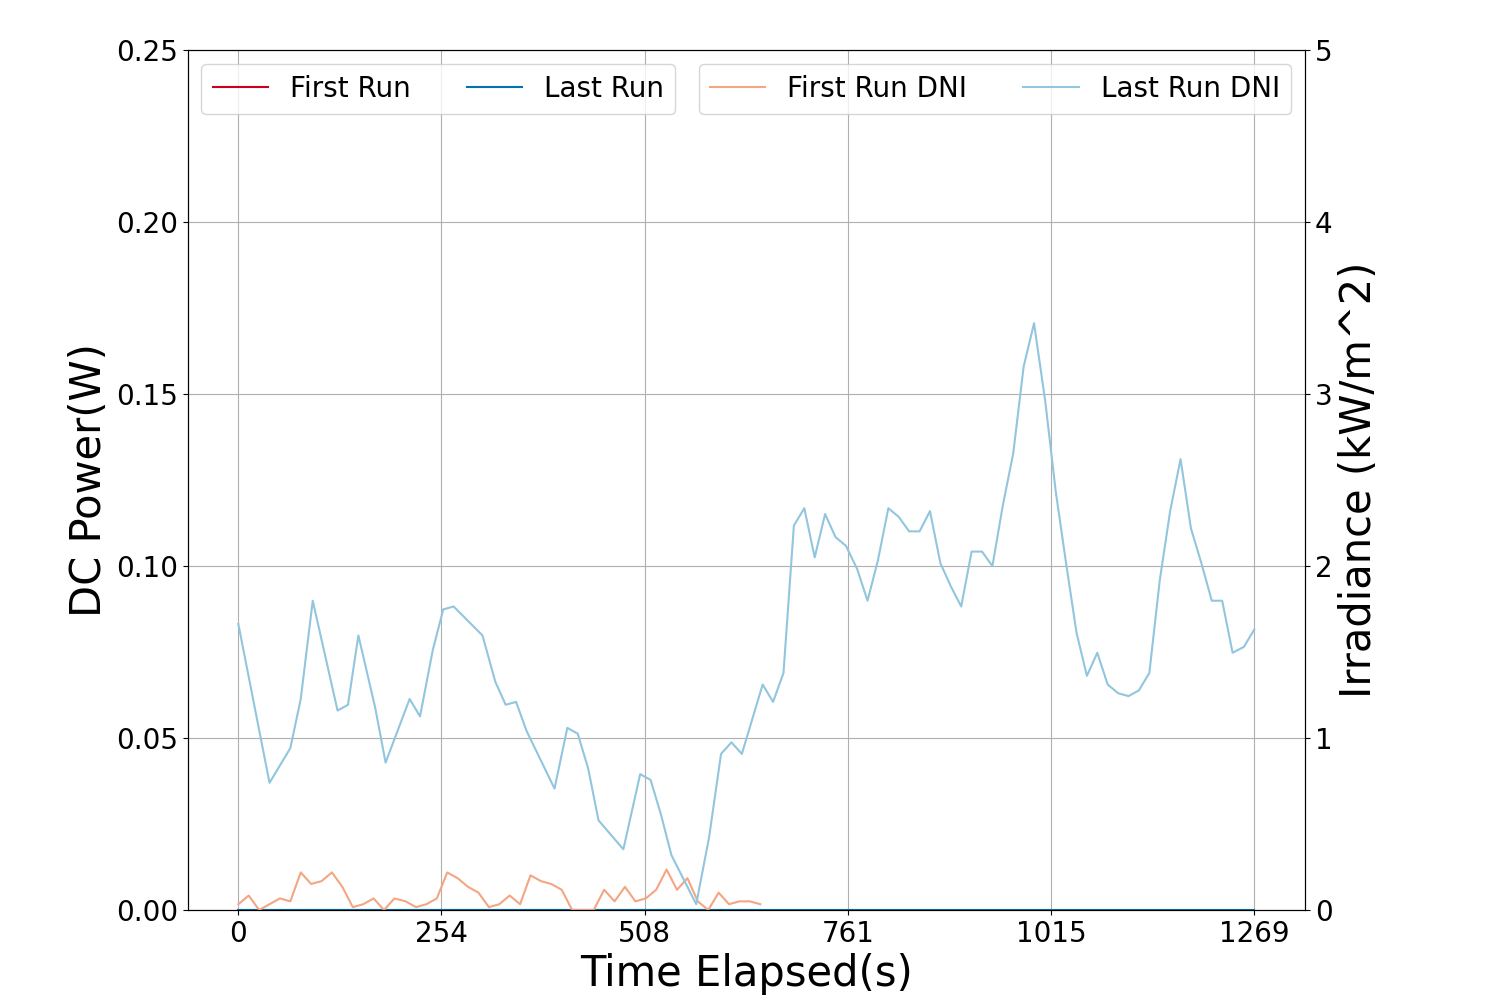 First Run Last Run First Run DNI Last Run DNI
DC Power(W)
0.25
0.20
0.15
0.10
0.05
0.00
5
4
3
2
1
0
Irradiance (kW/m^2)
0 254 508 761 1015 1269
Time Elapsed(s)